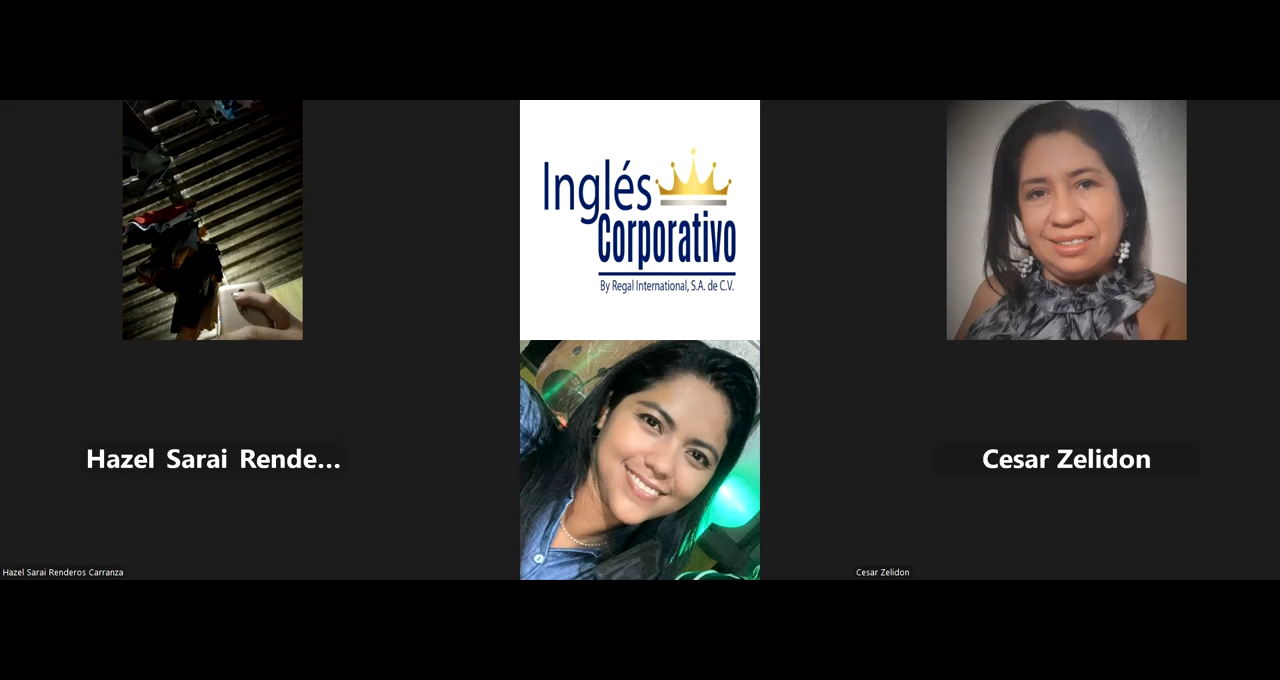 Inglés
Corporativo
By Regal International, S.A. de C.V.
Hazel Sarai Rende...
Cesar Zelidon
Hazel Sarai Renderos Carranza
Cesar Zelidon